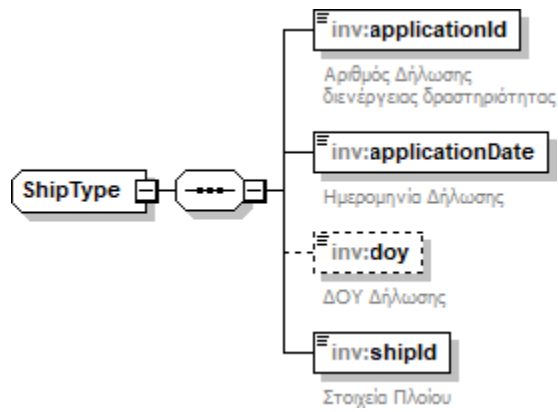 inv:applicationId
Αριθμός Δήλωσης
διενέργειας δραστηριότητας
ShipType
inv:applicationDate
Ημερομηνία Δήλωσης
inv:doy
ΔΟΥ Δήλωσης
inv:shipId
Στοιχεία Πλοίου